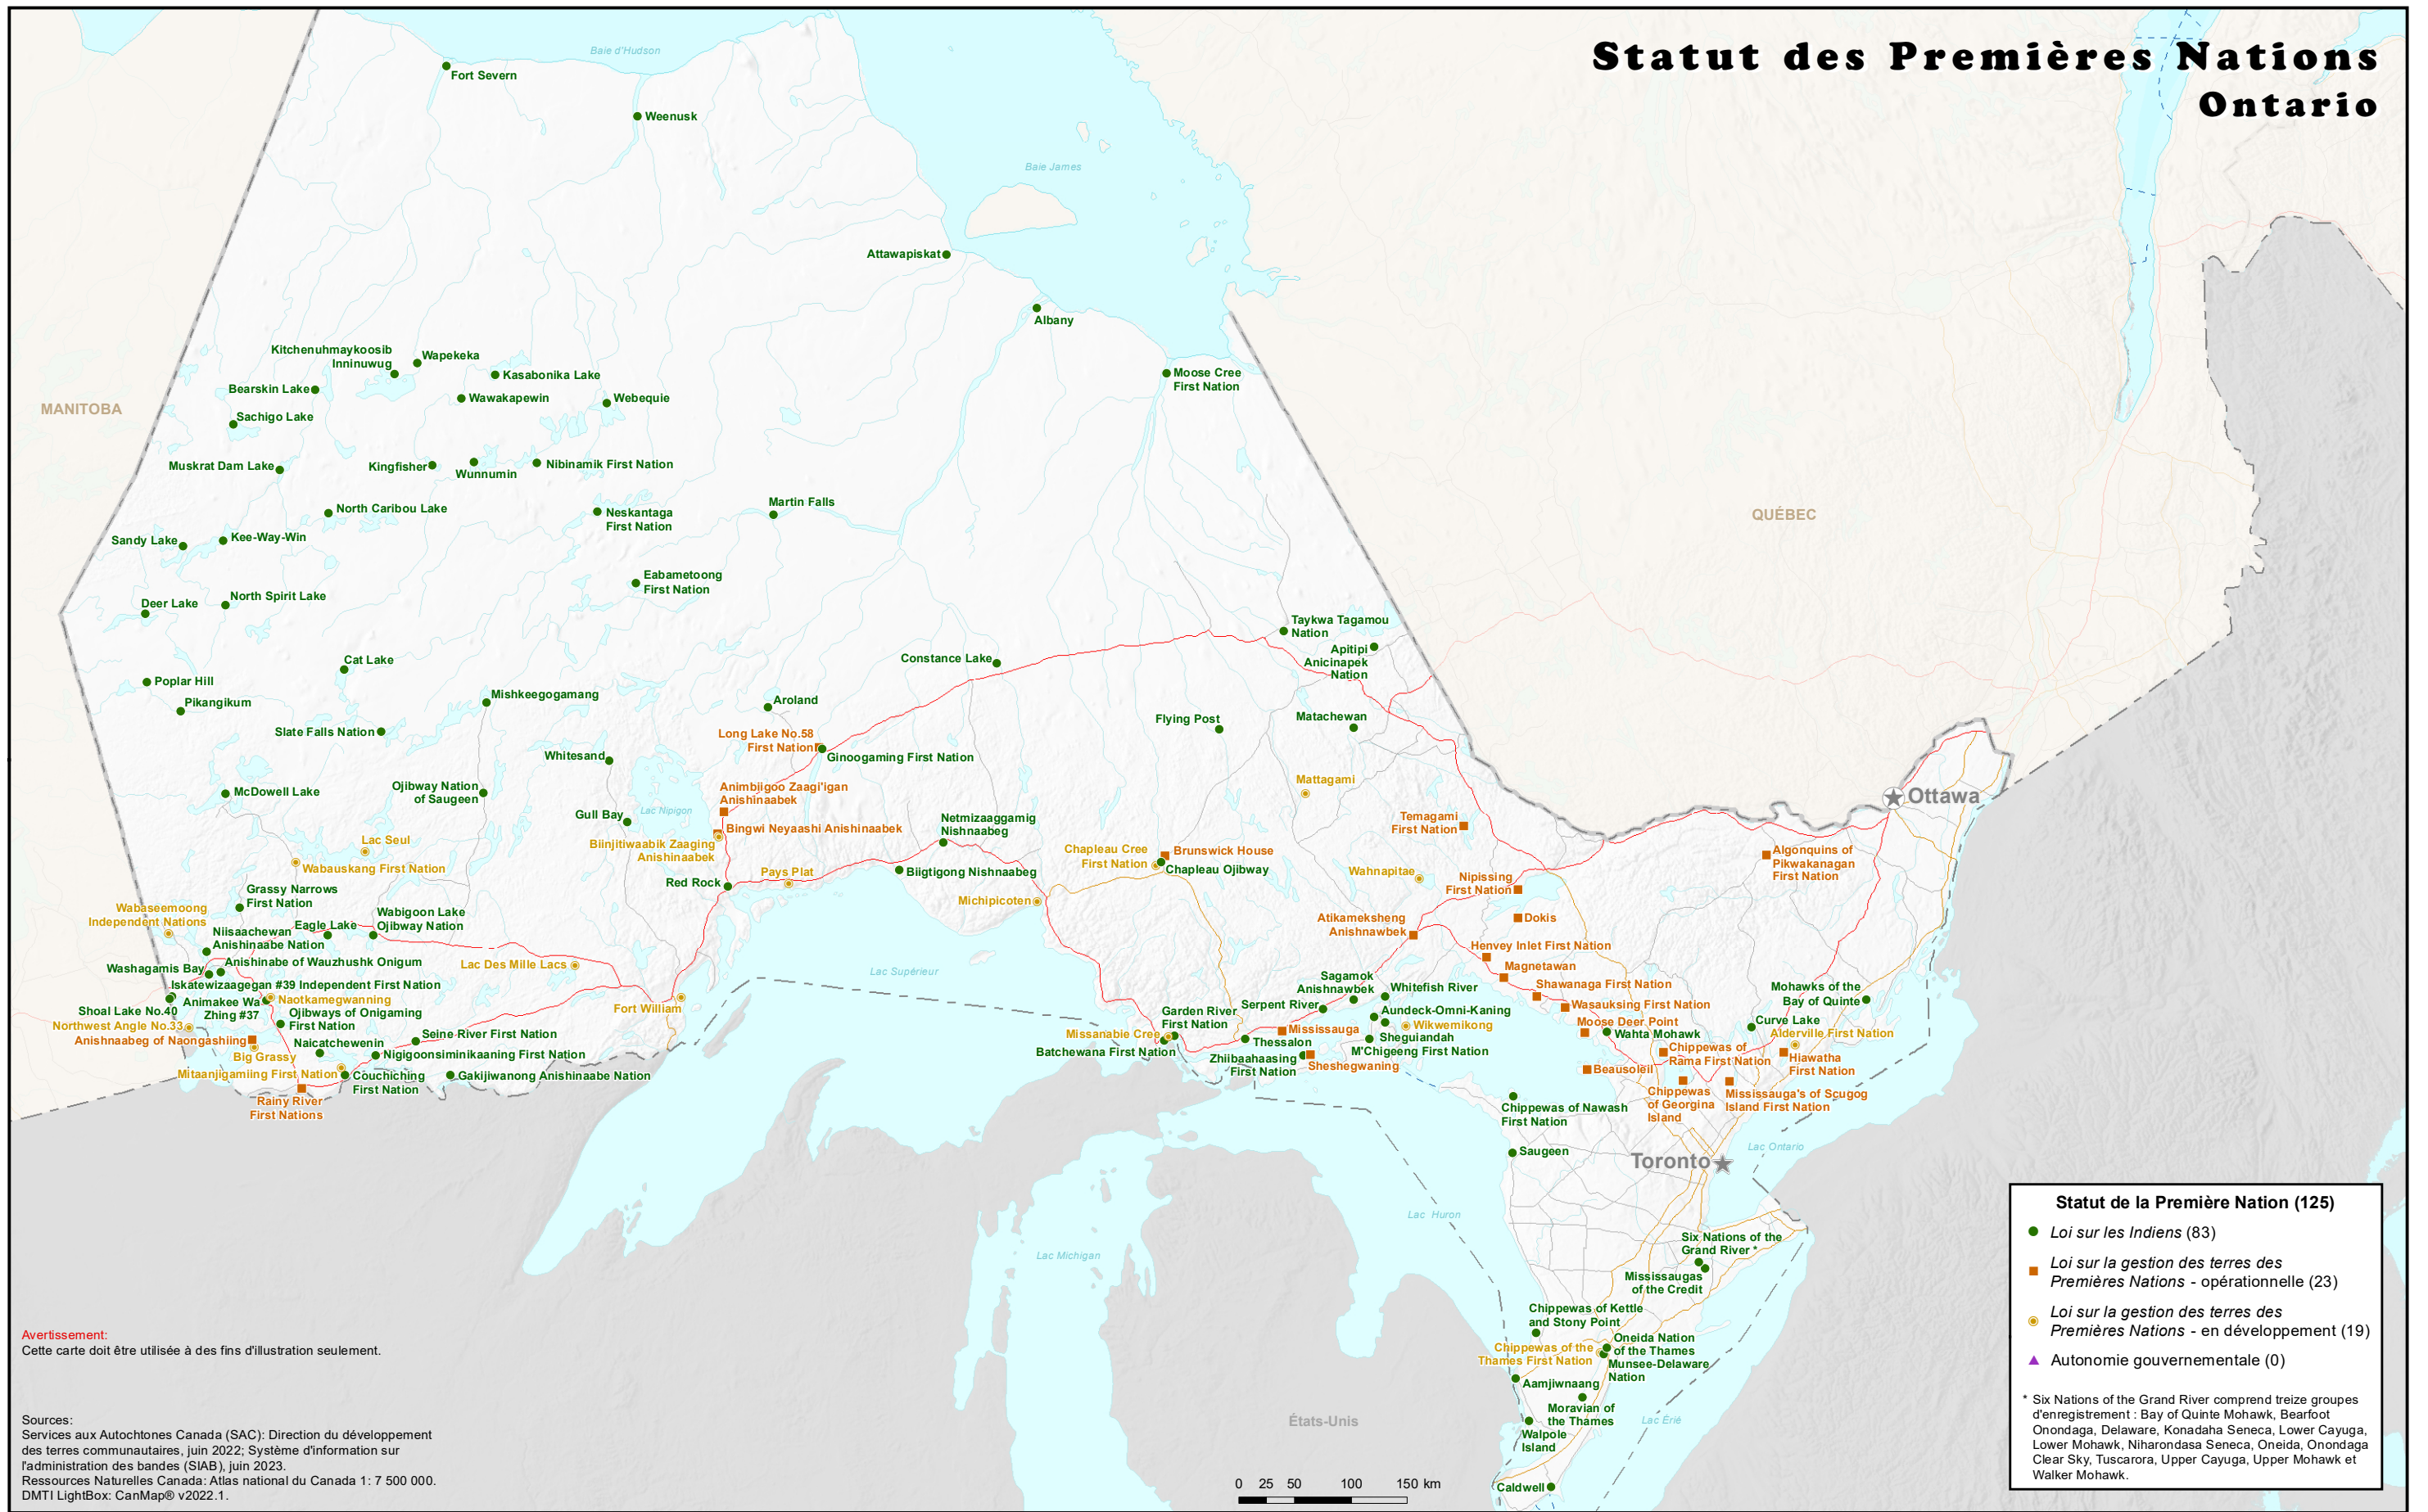 Statut des Premières Nations
Ontario
Baie d'Hudson
Fort Severn
Weenusk
Baie James
Attawapiskat
Albany
Kitchenuhmaykoosib
Inninuwug
Wapekeka
Kasabonika Lake
Moose Cree
First Nation
Bearskin Lake
Wawakapewin
Webequie
MANITOBA
Sachigo Lake
Muskrat Dam Lake
Kingfisher
Wunnumin
Nibinamik First Nation
North Caribou Lake
Neskantaga
First Nation
Martin Falls
QUÉBEC
Sandy Lake
Kee-Way-Win
Eabametoong
First Nation
Deer Lake
North Spirit Lake
Taykwa Tagamou
Nation
Apitipi
Anicinapek
Nation
Constance Lake
Cat Lake
Poplar Hill
Pikangikum
Mishkeegogamang
Aroland
Slate Falls Nation
Flying Post
Matachewan
Long Lake No.58
First Nation
Ginoogaming First Nation
Whitesand
McDowell Lake
Ojibway Nation
of Saugeen
Animbiigoo Zaagi'igan
Anishinaabek
Mattagami
Ottawa
Gull Bay
Lac Nipigon
Bingwi Neyaashi Anishinaabek
Biinjitiwaabik Zaaging
Anishinaabek
Netmizaaggamig
Nishnaabeg
Temagami
First Nation
Lac Seul
Wabauskang First Nation
Chapleau Cree
First Nation
Brunswick House
Chapleau Ojibway
Algonquins of
Pikwakanagan
First Nation
Pays Plat
Biigtigong Nishnaabeg
Red Rock
Wahnapitae
Nipissing
First Nation
Grassy Narrows
First Nation
Michipicoten
Wabaseemoong
Independent Nations
Wabigoon Lake
Ojibway Nation
Eagle Lake
Niisaachewan
Anishinaabe Nation
Atikameksheng
Anishnawbek
Dokis
Henvey Inlet First Nation
Washagamis Bay
Anishinabe of Wauzhushk Onigum
Lac Des Mille Lacs
Lac Supérieur
Magnetawan
Iskatewizaagegan #39 Independent First Nation
Sagamok
Anishnawbek
Whitefish River
Shawanaga First Nation
Mohawks of the
Bay of Quinte
Shoal Lake No.40
Animakee Wa
Zhing #37
Naotkamegwanning
Ojibways of Onigaming
First Nation
Fort William
Garden River
First Nation
Serpent River
Aundeck-Omni-Kaning
Wasauksing First Nation
Northwest Angle No.33
Wikwemikong
Moose Deer Point
Curve Lake
Anishnaabeg of Naongashiing
Seine River First Nation
Missanabie Cree
Mississauga
Sheguiandah
Wahta Mohawk
Alderville First Nation
Naicatchewenin
Thessalon
Big Grassy
Nigigoonsiminikaaning First Nation
Batchewana First Nation
M'Chigeeng First Nation
Chippewas of
Rama First Nation
Hiawatha
First Nation
Mitaanjigamiing First Nation
Couchiching
First Nation
Gakijiwanong Anishinaabe Nation
Zhiibaahaasing
First Nation
Sheshegwaning
Beausoleil
Rainy River
First Nations
Chippewas
of Georgina
Island
Mississauga's of Scugog
Island First Nation
Chippewas of Nawash
First Nation
Saugeen
Toronto
Lac Ontario
Lac Huron
Lac Michigan
Six Nations of the
Grand River *
Mississaugas
of the Credit
Chippewas of Kettle
and Stony Point
Chippewas of the
Thames First Nation
Oneida Nation
of the Thames
Munsee-Delaware
Nation
Aamjiwnaang
Moravian of
the Thames
Walpole
Island
Lac Érié
États-Unis
Caldwell
Statut de la Première Nation (125)
Loi sur les Indiens (83)
Loi sur la gestion des terres des
Premières Nations - opérationnelle (23)
Loi sur la gestion des terres des
Premières Nations - en développement (19)
Autonomie gouvernementale (0)
* Six Nations of the Grand River comprend treize groupes
d'enregistrement : Bay of Quinte Mohawk, Bearfoot
Onondaga, Delaware, Konadaha Seneca, Lower Cayuga,
Lower Mohawk, Niharondasa Seneca, Oneida, Onondaga
Clear Sky, Tuscarora, Upper Cayuga, Upper Mohawk et
Walker Mohawk.
Avertissement:
Cette carte doit être utilisée à des fins d'illustration seulement.
Sources:
Services aux Autochtones Canada (SAC): Direction du développement
des terres communautaires, juin 2022; Système d'information sur
l'administration des bandes (SIAB), juin 2023.
Ressources Naturelles Canada: Atlas national du Canada 1: 7 500 000.
DMTI LightBox: CanMap® v2022.1.
0 25 50 100 150 km